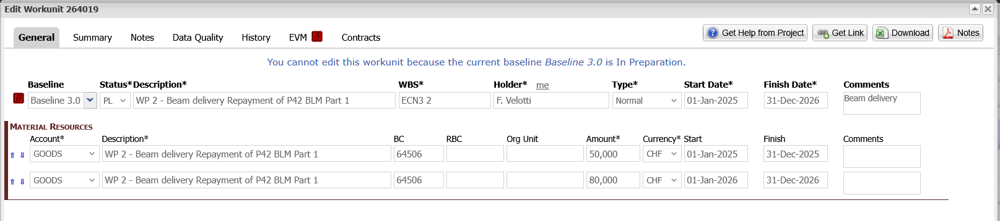 Edit Workunit 264019
General Summary Notes Data Quality History EVM B Contracts Get Help from Project Get Link Download Notes
You cannot edit this workunit because the current baseline Baseline 3.0 is In Preparation.
Baseline Status* Description* WBS* Holder* me Type* Start Date* Finish Date* Comments
B Baseline 3.0 PL WP 2 - Beam delivery Repayment of P42 BLM Part 1 ECN3 2 F. Velotti Normal 01-Jan-2025 31-Dec-2026 Beam delivery
MATERIAL RESOURCES
Account* Description* BC RBC Org Unit Amount* Currency* Start Finish Comments
⇑ ⇓ GOODS WP 2 - Beam delivery Repayment of P42 BLM Part 1 64506 50,000 CHF 01-Jan-2025 31-Dec-2025
⇑ ⇓ GOODS WP 2 - Beam delivery Repayment of P42 BLM Part 1 64506 80,000 CHF 01-Jan-2026 31-Dec-2026